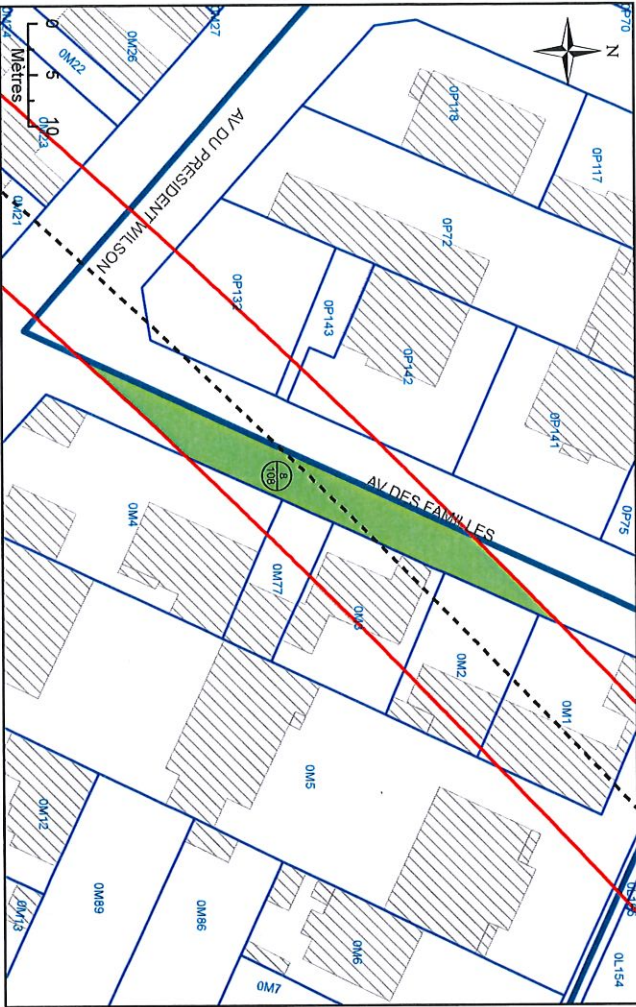 0P70
N
0P118
0P117
0P72
0P132
0P143
0P142
0P141
0P75
AV DU PRESIDENT WILSON
AV DES FAMILLES
0M27
0M26
0M22
0M24
0M23
0M21
0 5 10
Mètres
8
108
0M4
0M77
0M3
0M2
0M1
0M5
0M12
0M13
0M89
0M86
0M6
0M7
0L154